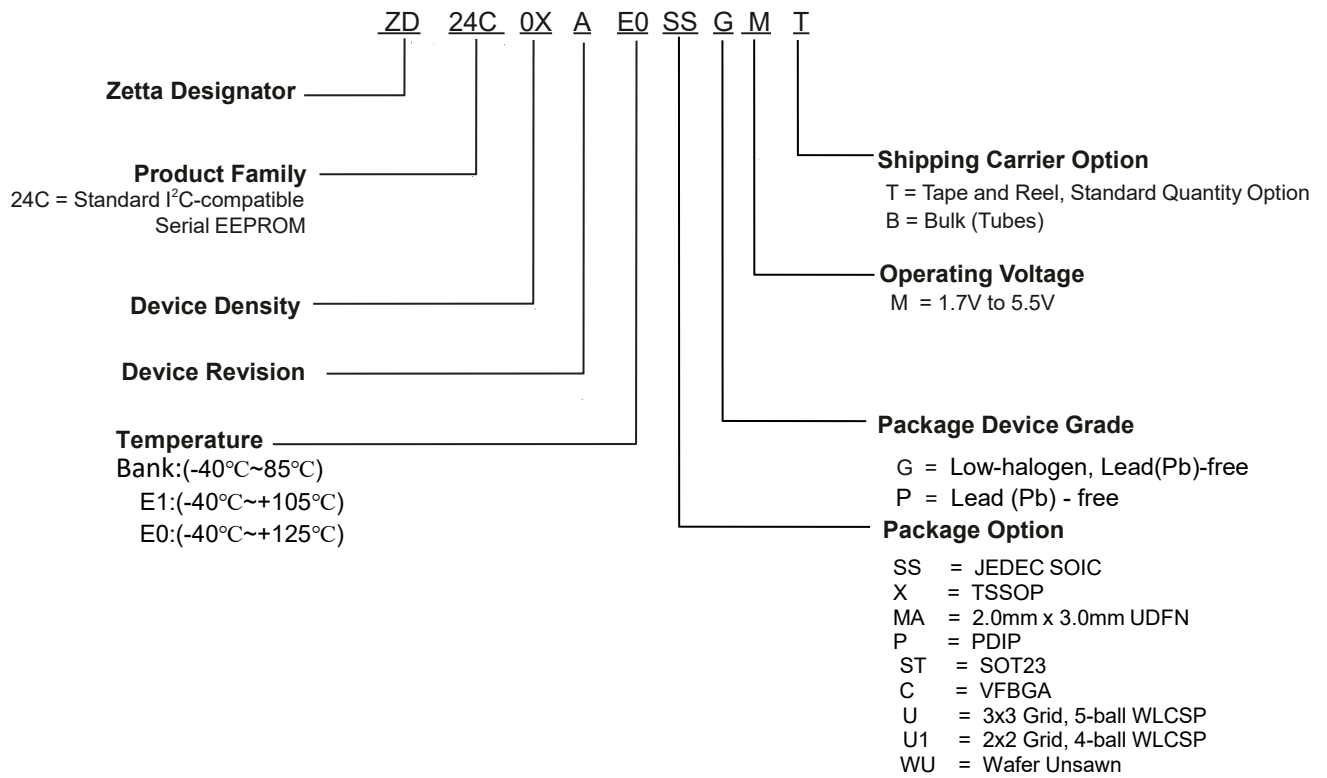 ZD 24C 0X A E0 SS G M T
Zetta Designator
Product Family
24C = Standard I²C-compatible
Serial EEPROM
Device Density
Device Revision
Temperature
Bank:(-40℃~85℃)
E1:(-40℃~+105℃)
E0:(-40℃~+125℃)
Shipping Carrier Option
T = Tape and Reel, Standard Quantity Option
B = Bulk (Tubes)
Operating Voltage
M = 1.7V to 5.5V
Package Device Grade
G = Low-halogen, Lead(Pb)-free
P = Lead (Pb) - free
Package Option
SS = JEDEC SOIC
X = TSSOP
MA = 2.0mm x 3.0mm UDFN
P = PDIP
ST = SOT23
C = VFBGA
U = 3x3 Grid, 5-ball WLCSP
U1 = 2x2 Grid, 4-ball WLCSP
WU = Wafer Unsawn